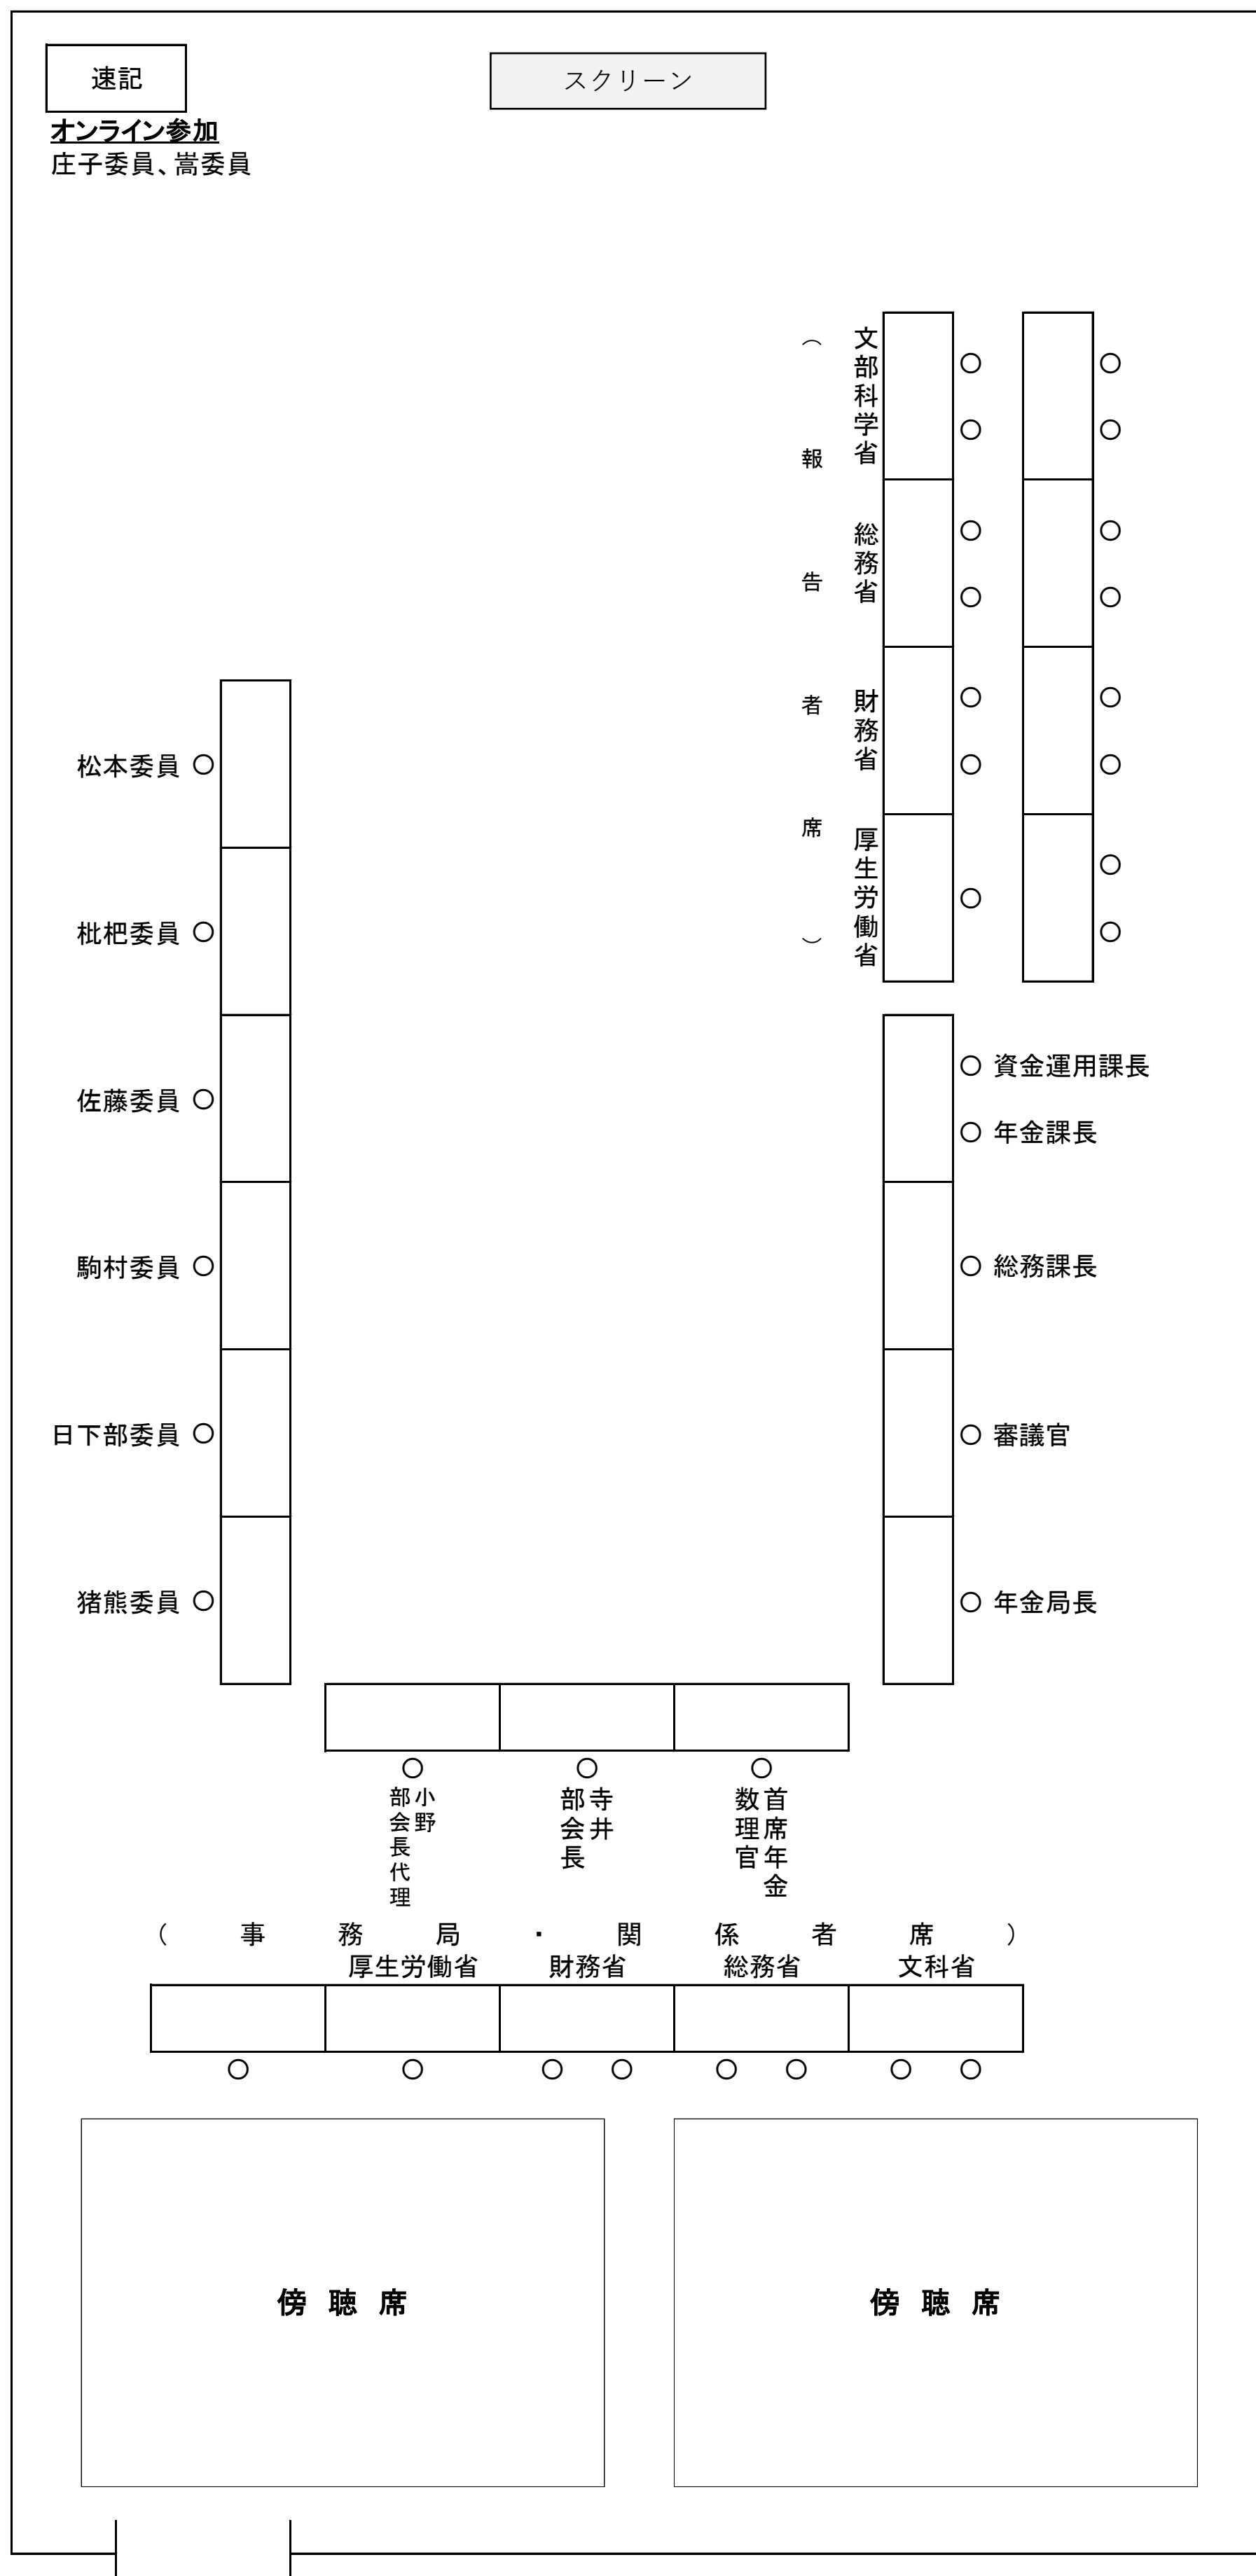 速記
スクリーン
オンライン参加
庄子委員、嵩委員
（報告者席）
文部科学省
総務省
財務省
厚生労働省
松本委員
枇杷委員
佐藤委員
駒村委員
日下部委員
猪熊委員
資金運用課長
年金課長
総務課長
審議官
年金局長
小野
部会長代理
寺井
部会長
首席年金
数理官
（事務局・関係者席）
厚生労働省 財務省 総務省 文科省
傍聴席 傍聴席